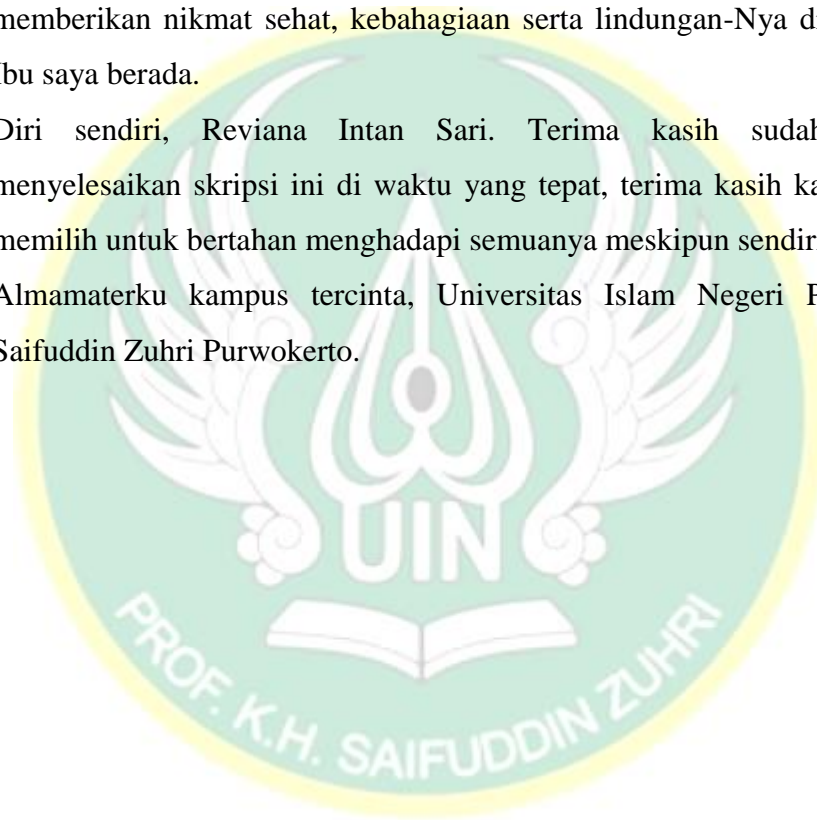 memberikan nikmat sehat, kebahagiaan serta lindungan-Nya di
Ibu saya berada.
Diri sendiri, Reviana Intan Sari. Terima kasih sudah
menyelesaikan skripsi ini di waktu yang tepat, terima kasih ka
memilih untuk bertahan menghadapi semuanya meskipun sendiri
Almamaterku kampus tercinta, Universitas Islam Negeri P
Saifuddin Zuhri Purwokerto.
UIN
PROF. K.H. SAIFUDDIN ZUHRI